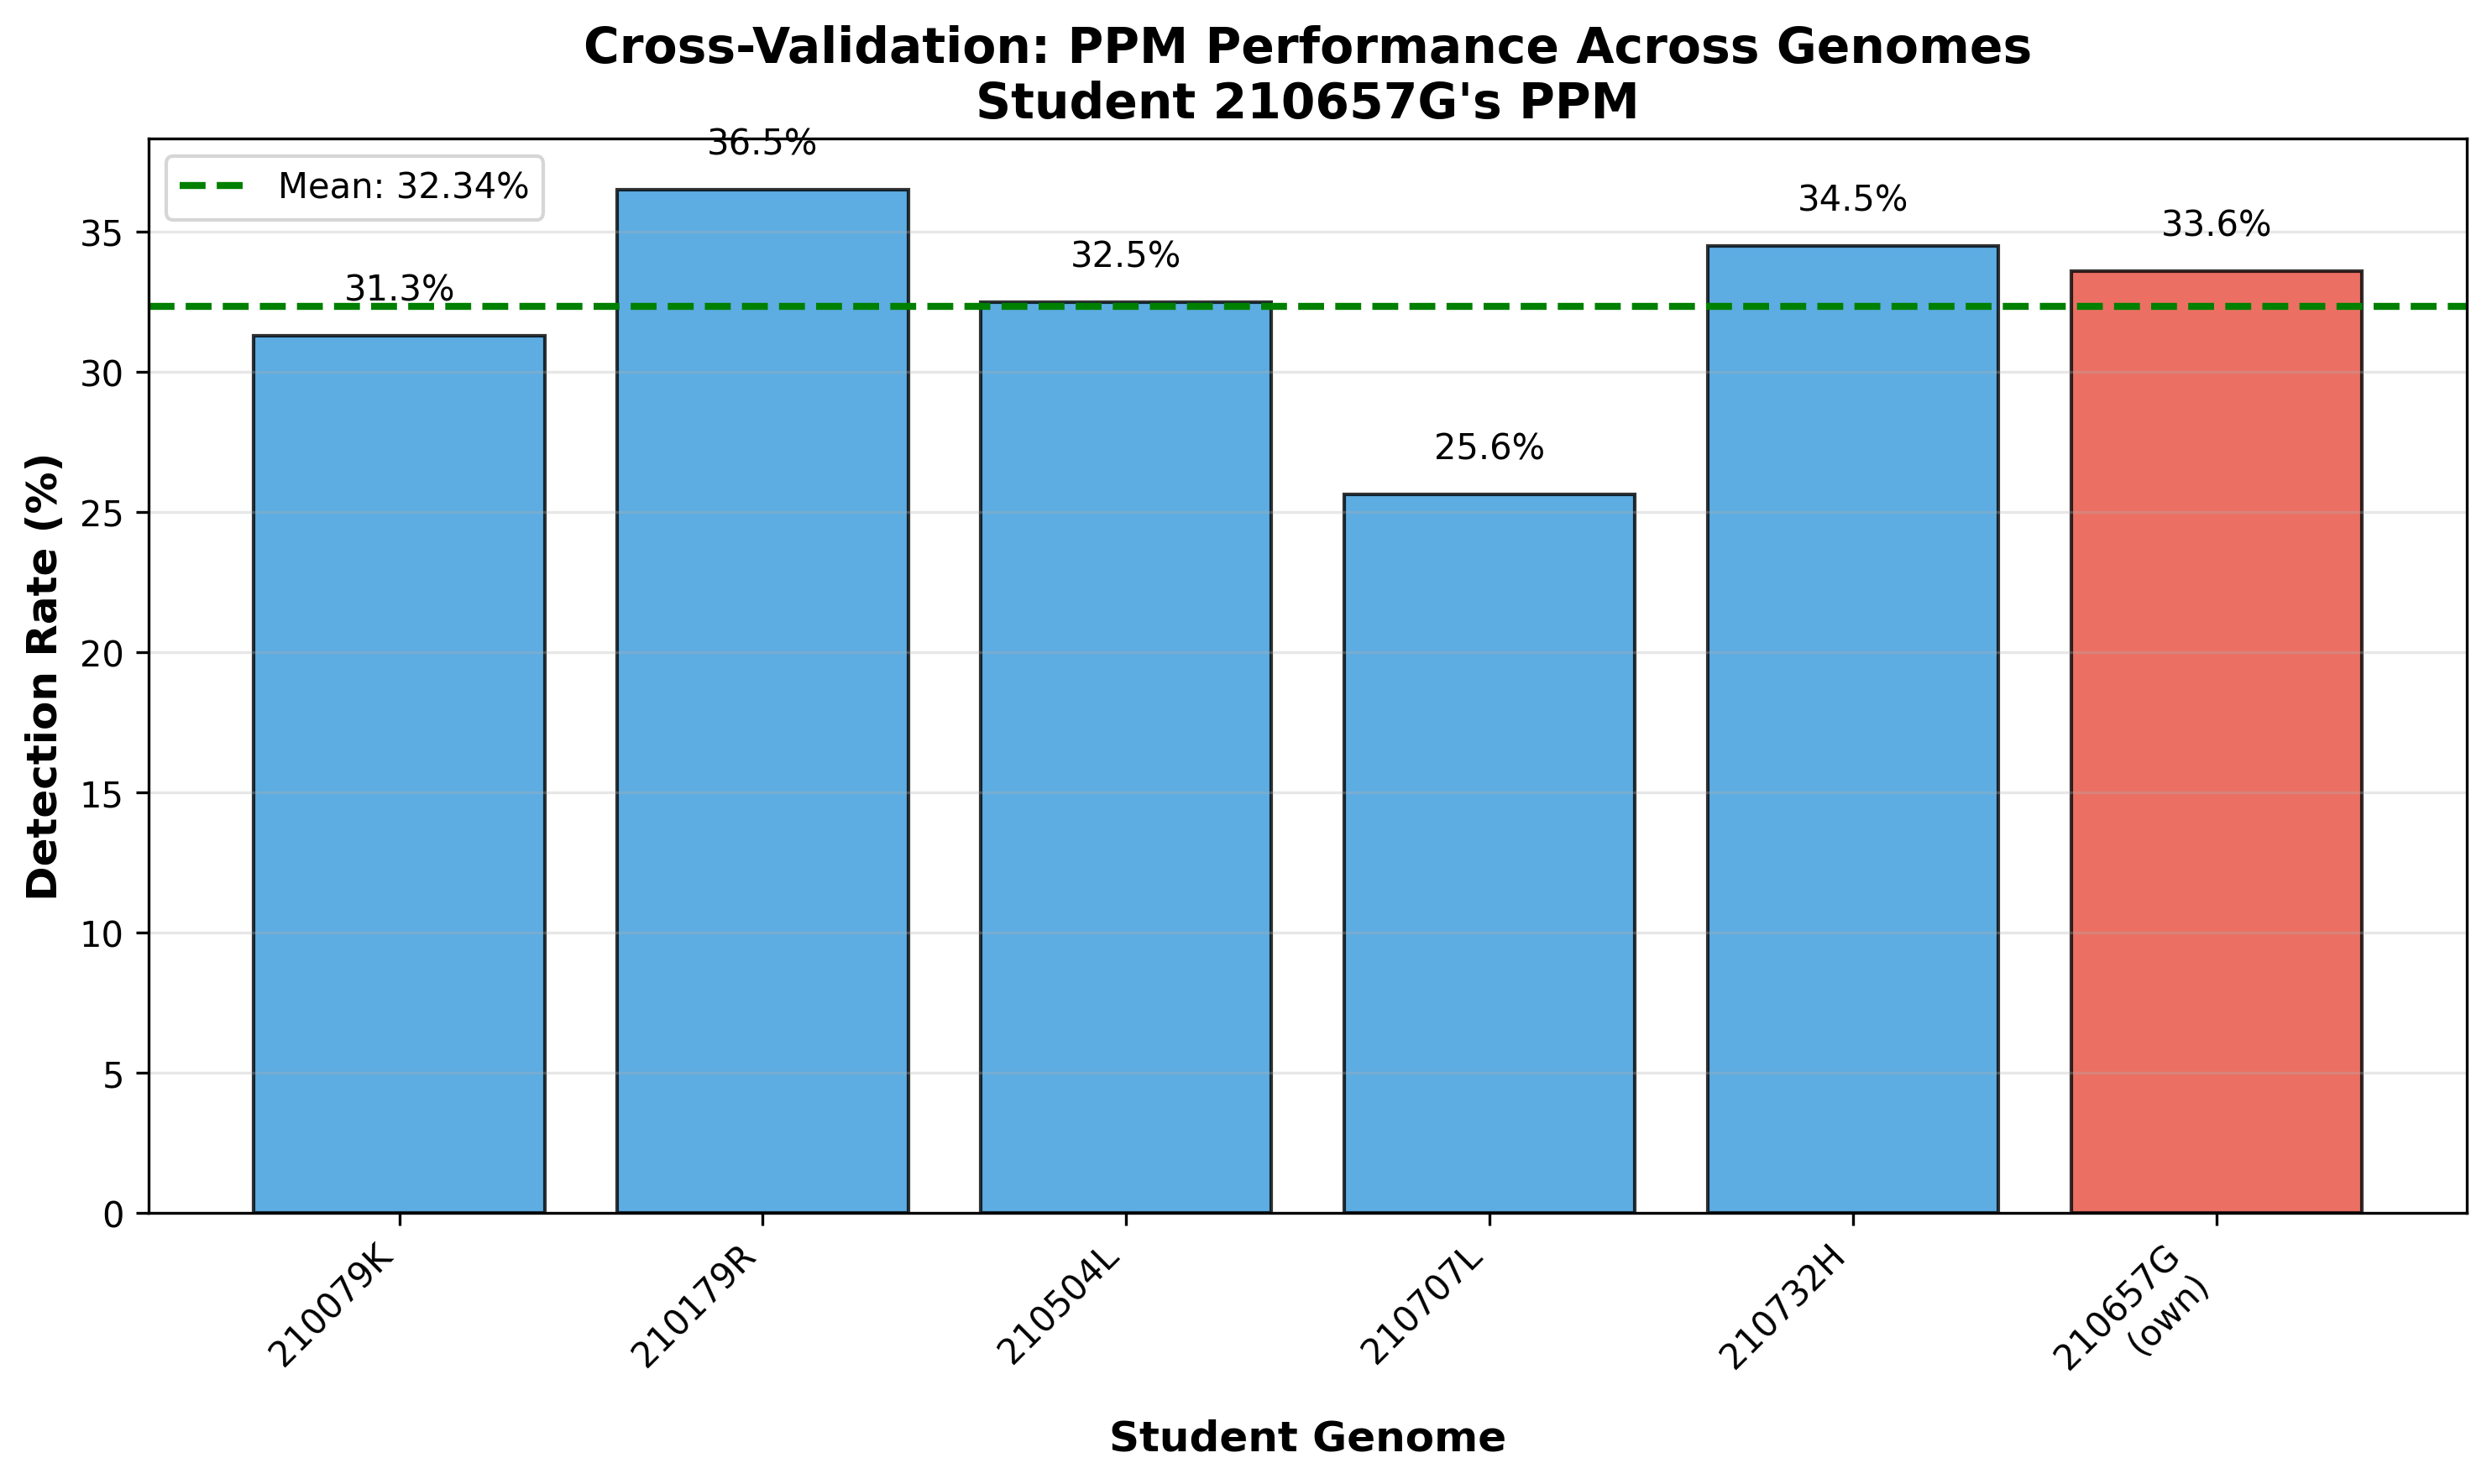 Cross-Validation: PPM Performance Across Genomes
Student 210657G's PPM
Mean: 32.34%
31.3%
36.5%
32.5%
25.6%
34.5%
33.6%
Detection Rate (%)
35
30
25
20
15
10
5
0
210079K
210179R
210504L
210707L
210732H
210657G
(own)
Student Genome